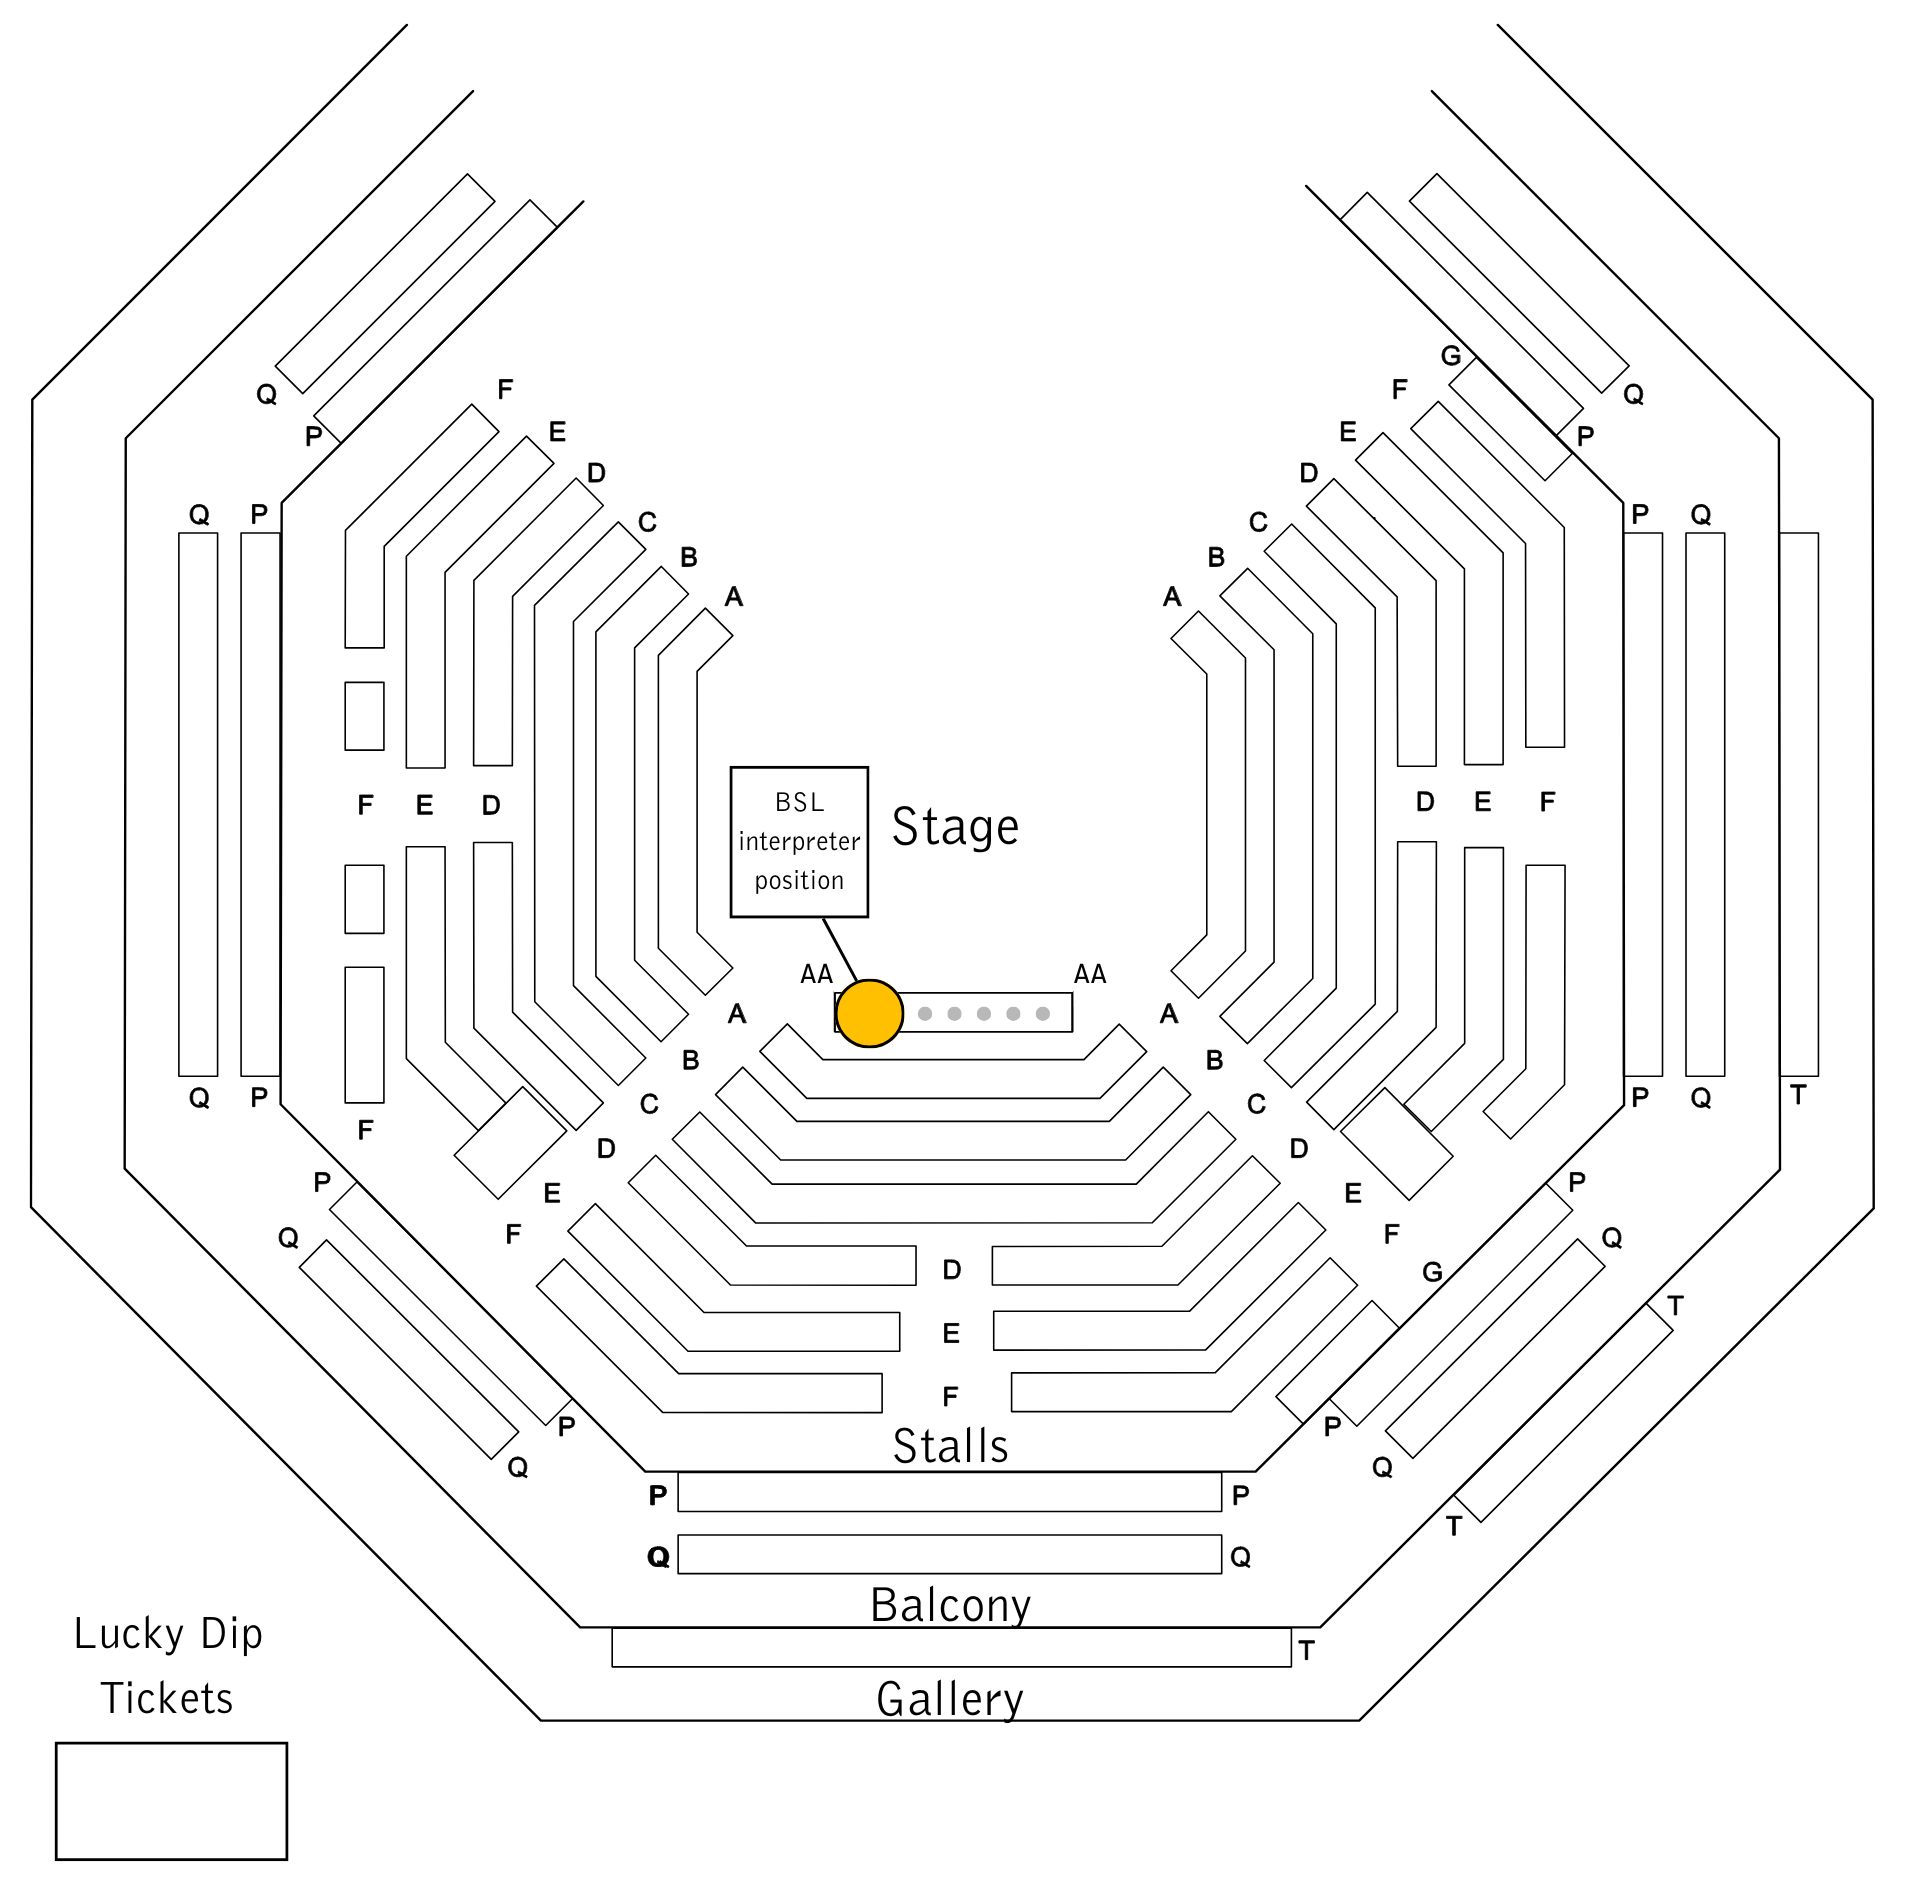 G
F
F
Q
Q
E
E
P
P
D
D
Q
P
C
C
P
Q
B
B
A
A
BSL
interpreter
position
Stage
F
E
D
D
E
F
AA
AA
A
A
B
B
Q
P
C
C
P
Q
T
F
D
D
P
P
E
E
Q
F
F
Q
D
G
T
E
F
P
P
Stalls
Q
Q
P
P
T
Q
Q
Balcony
Lucky Dip
T
Tickets
Gallery